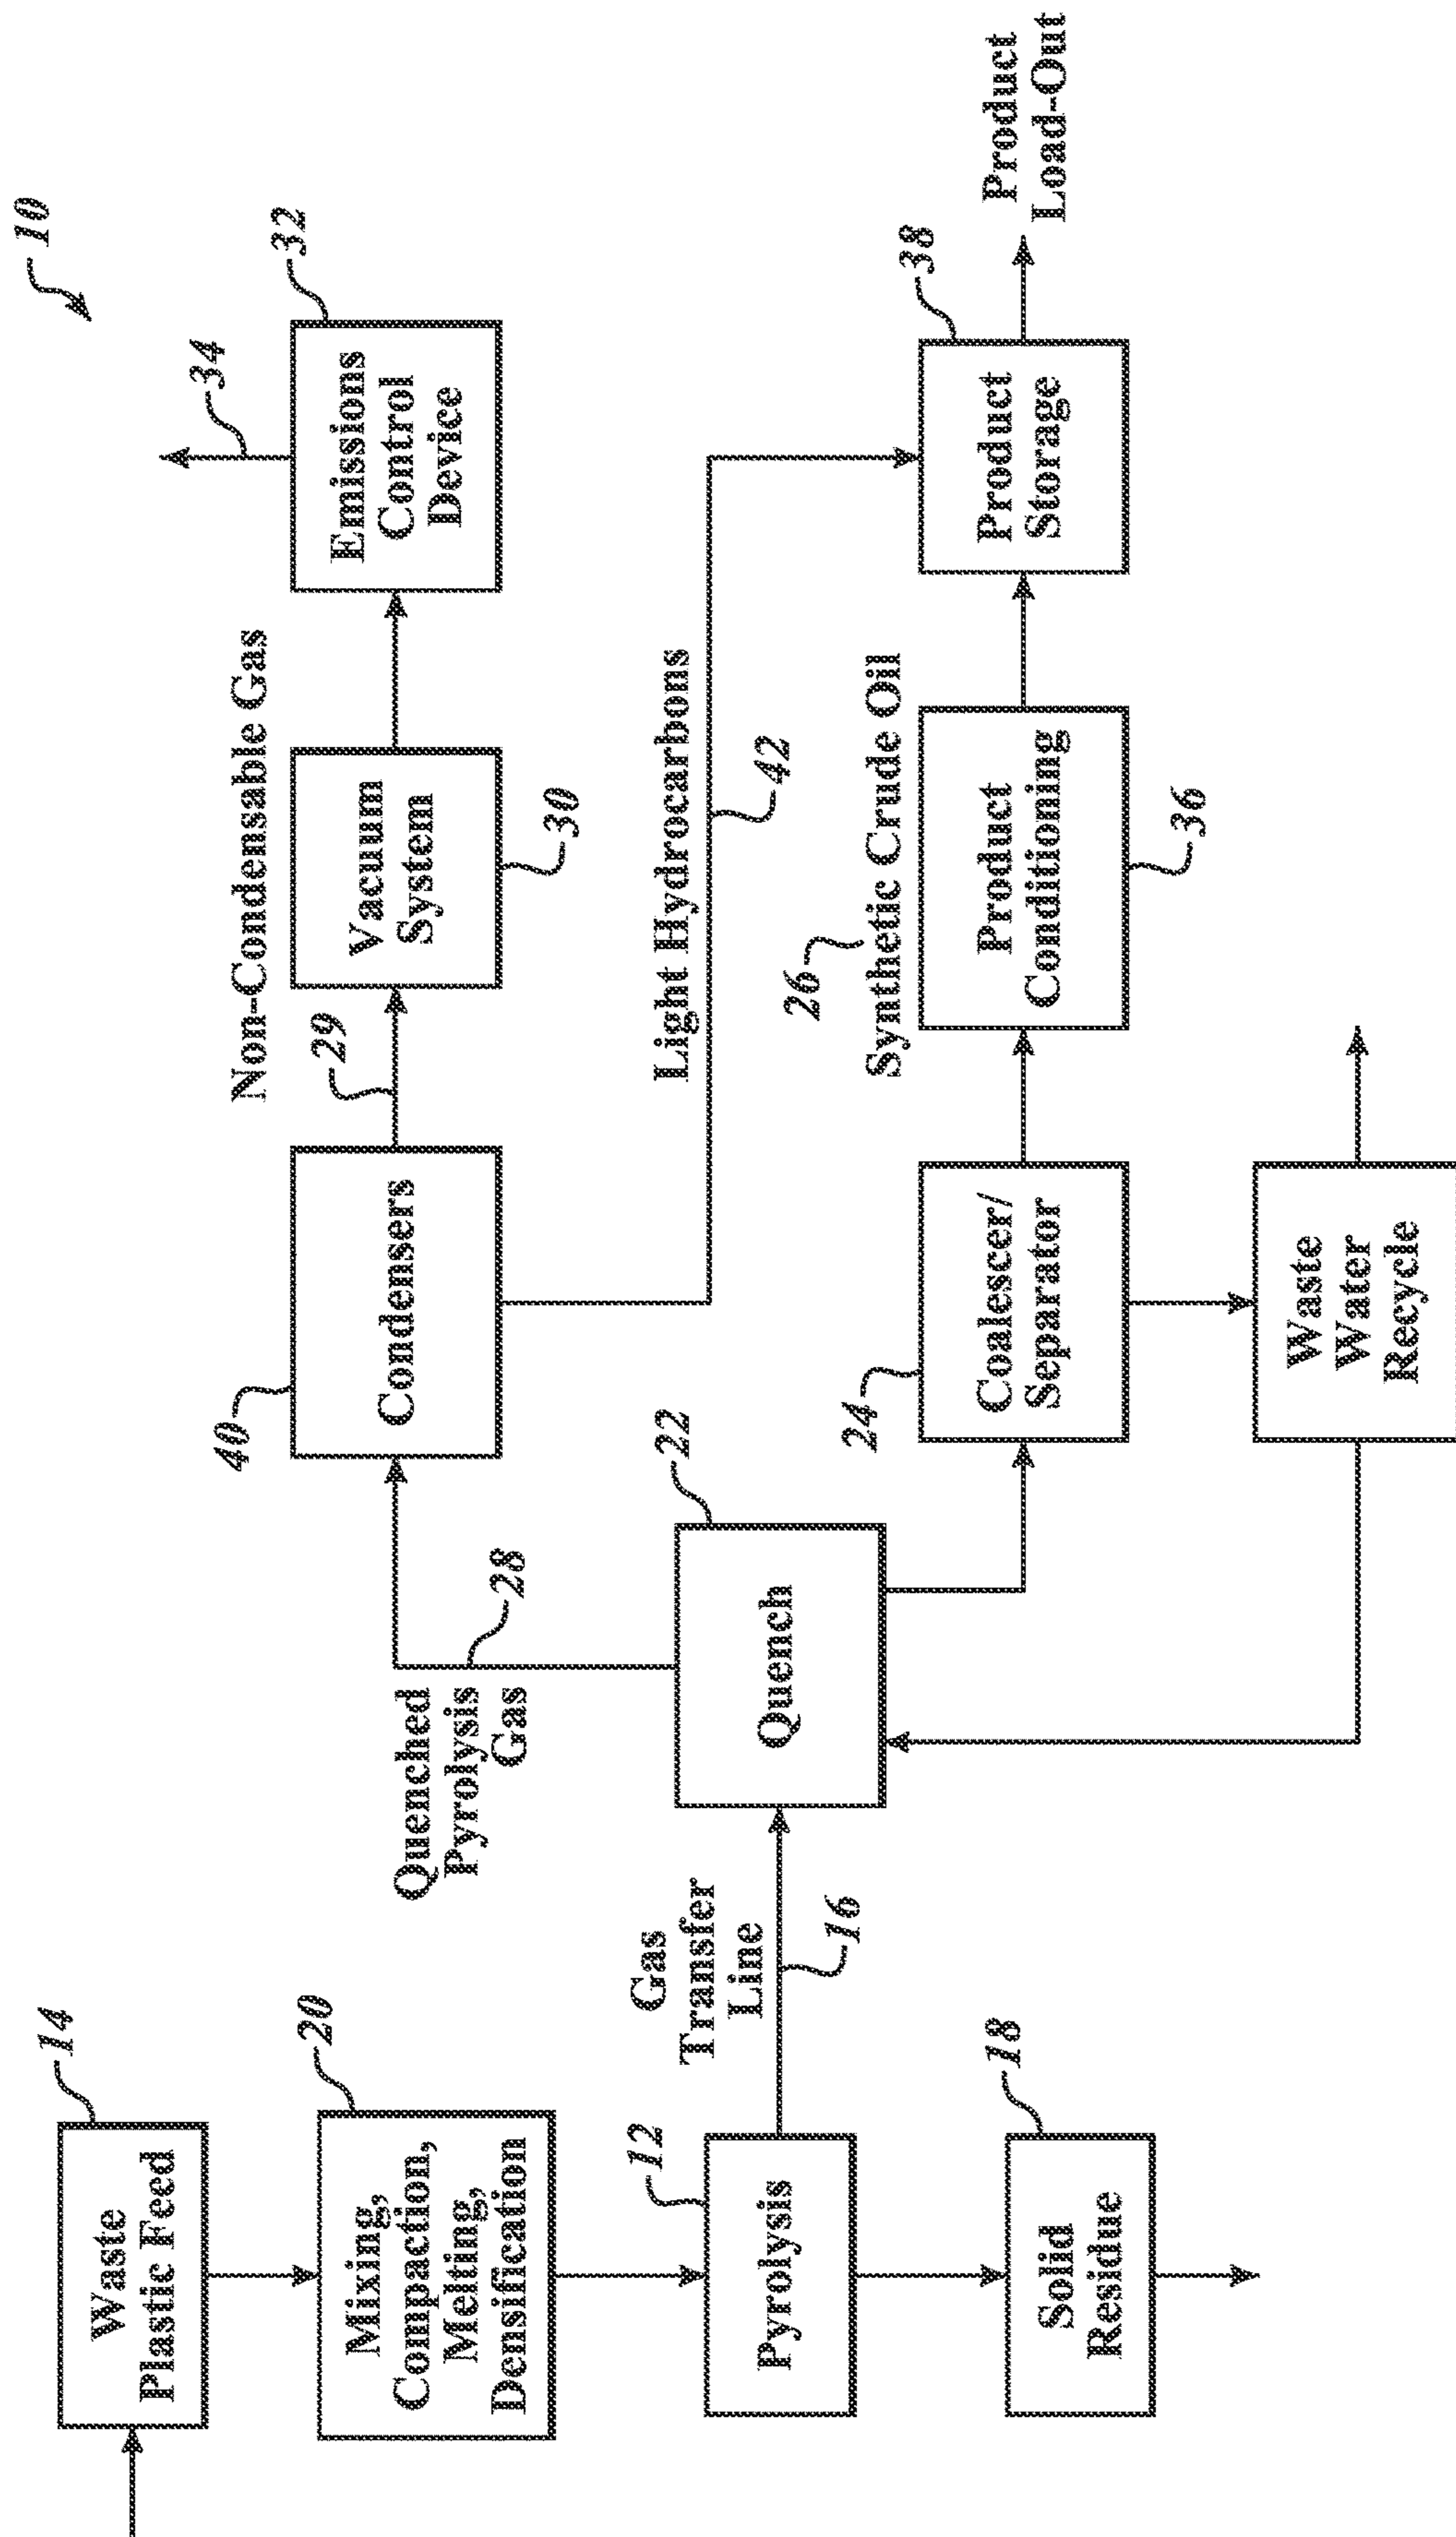 10
14
Waste
Plastic Feed
20
Mixing,
Compaction,
Melting,
Densification
12
Pyrolysis
18
Solid
Residue
Gas
Transfer
Line
16
Quenched
Pyrolysis
Gas
28
22
Quench
40
Condensers
29
Non-Condensable Gas
Vacuum
System
30
Emissions
Control
Device
32
34
Light Hydrocarbons
42
24
Coalescer/
Separator
Waste
Water
Recycle
26
Synthetic Crude Oil
Product
Conditioning
36
Product
Storage
38
Product
Load-Out